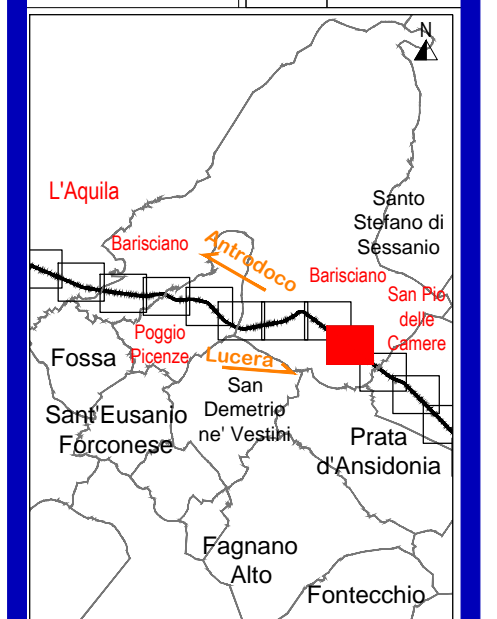 N
L'Aquila
Santo
Stefano di
Sessanio
Barisciano
Antrodoco
Barisciano
San Pio
delle
Camere
Poggio
Picenze
Fossa
Lucera
San
Demetrio
ne' Vestini
Sant'Eusanio
Forconese
Prata
d'Ansidonia
Fagnano
Alto
Fontecchio